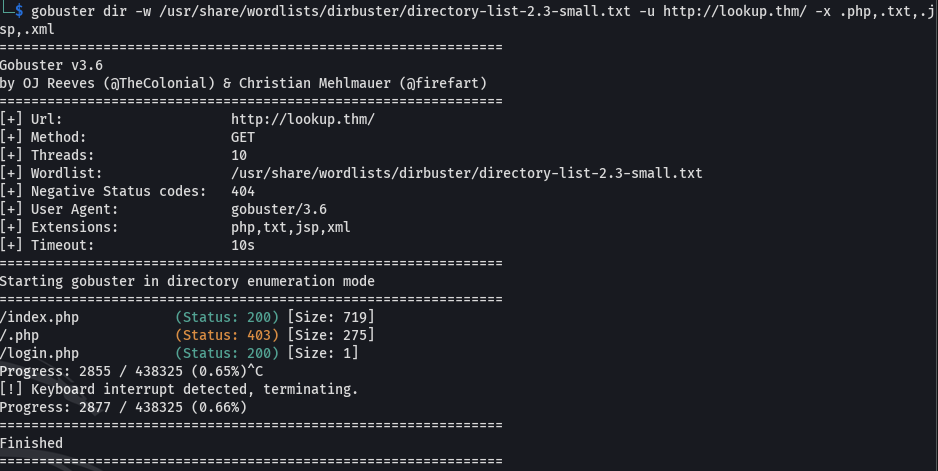 └─$ gobuster dir -w /usr/share/wordlists/dirbuster/directory-list-2.3-small.txt -u http://lookup.thm/ -x .php,.txt,.j
sp,.xml
===============================================================
Gobuster v3.6
by OJ Reeves (@TheColonial) & Christian Mehlmauer (@firefart)
===============================================================
[+] Url:                     http://lookup.thm/
[+] Method:                  GET
[+] Threads:                 10
[+] Wordlist:                /usr/share/wordlists/dirbuster/directory-list-2.3-small.txt
[+] Negative Status codes:   404
[+] User Agent:              gobuster/3.6
[+] Extensions:              php,txt,jsp,xml
[+] Timeout:                 10s
===============================================================
Starting gobuster in directory enumeration mode
===============================================================
/index.php            (Status: 200) [Size: 719]
/.php                 (Status: 403) [Size: 275]
/login.php            (Status: 200) [Size: 1]
Progress: 2855 / 438325 (0.65%)^C
[!] Keyboard interrupt detected, terminating.
Progress: 2877 / 438325 (0.66%)
===============================================================
Finished
===============================================================